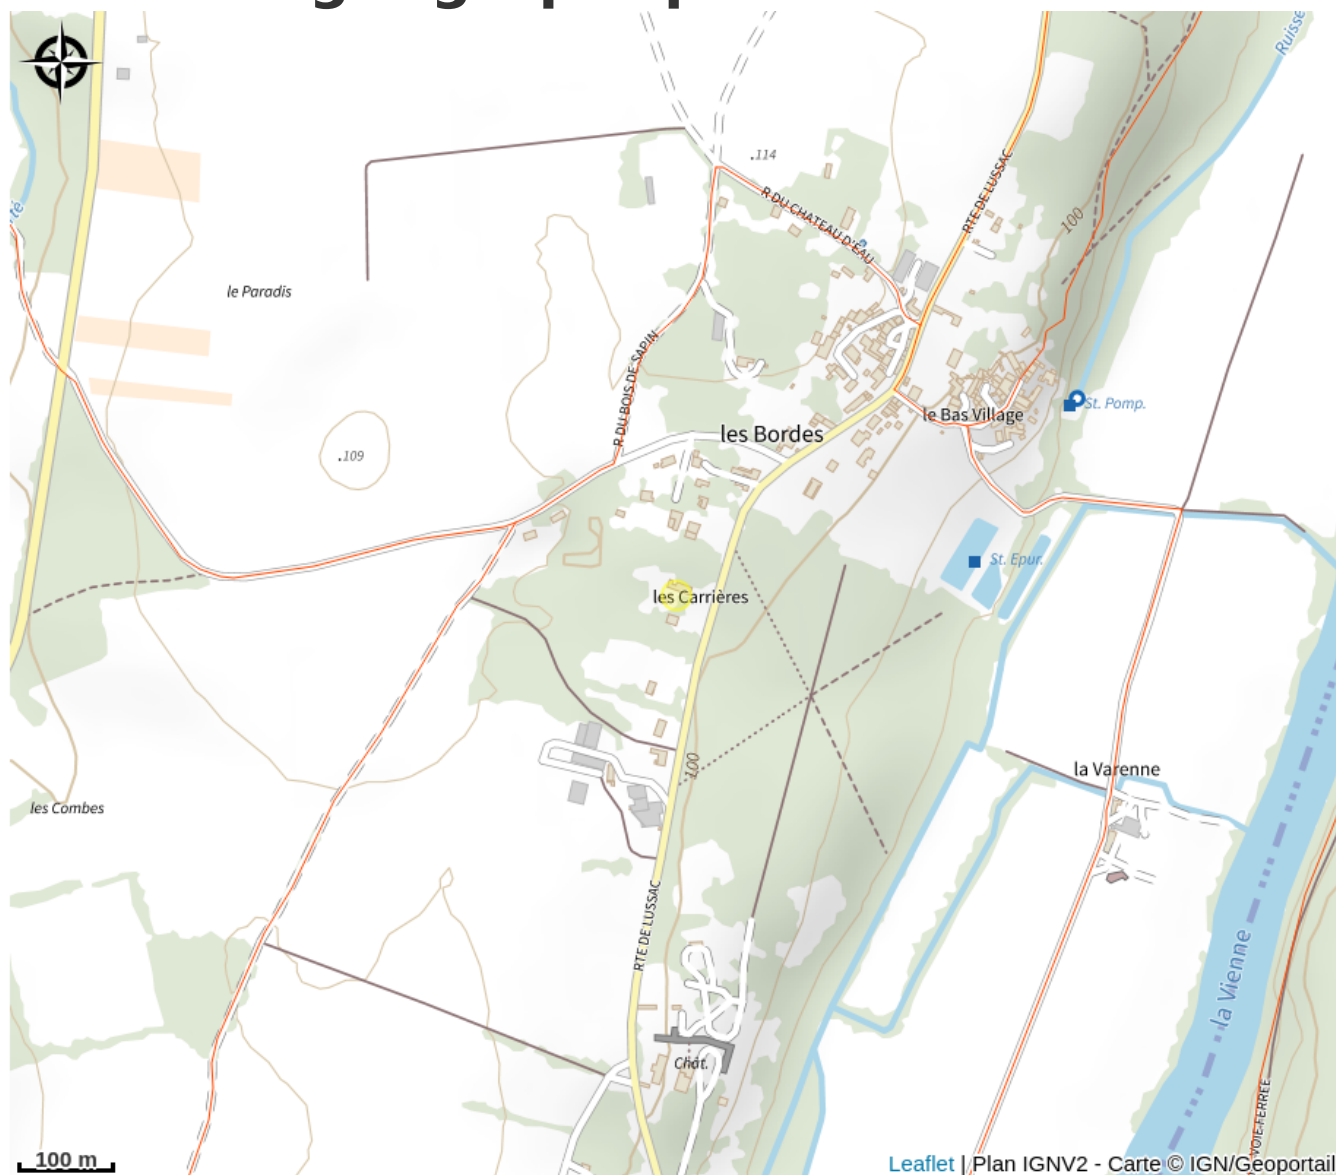 Ruisse
.114
R DU CHATEAU D'EAU
RTE DE LUSSAC
100
le Paradis
R DU BOIS DE SAPIN
.109
les Bordes
le Bas Village
St. Pomp.
St. Epur.
les Carrières
100
la Varenne
les Combes
RTE DE LUSSAC
la Vienne
Chât.
VOIE FERREE
100 m
Leaflet | Plan IGNV2 - Carte © IGN/Geoportail